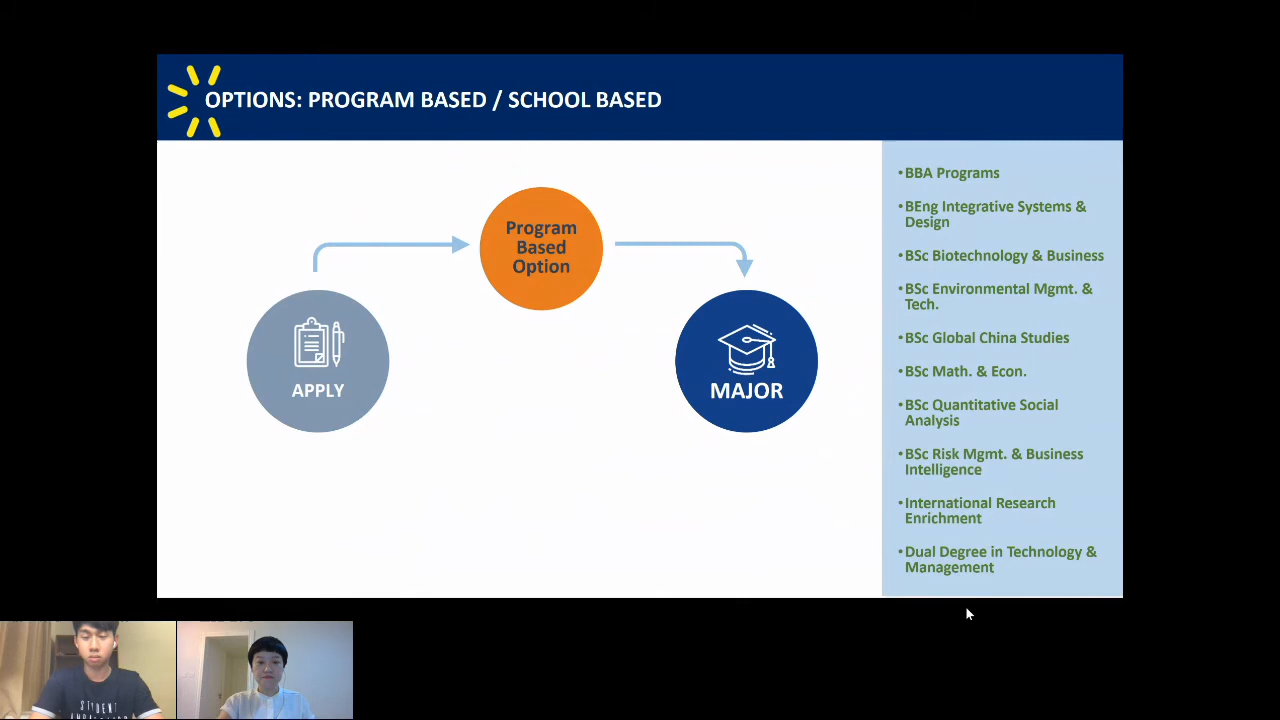 OPTIONS: PROGRAM BASED / SCHOOL BASED
Program
Based
Option
APPLY
MAJOR
•BBA Programs
•BEng Integrative Systems &
Design
•BSc Biotechnology & Business
•BSc Environmental Mgmt. &
Tech.
•BSc Global China Studies
•BSc Math. & Econ.
•BSc Quantitative Social
Analysis
•BSc Risk Mgmt. & Business
Intelligence
•International Research
Enrichment
•Dual Degree in Technology &
Management
STUDENT